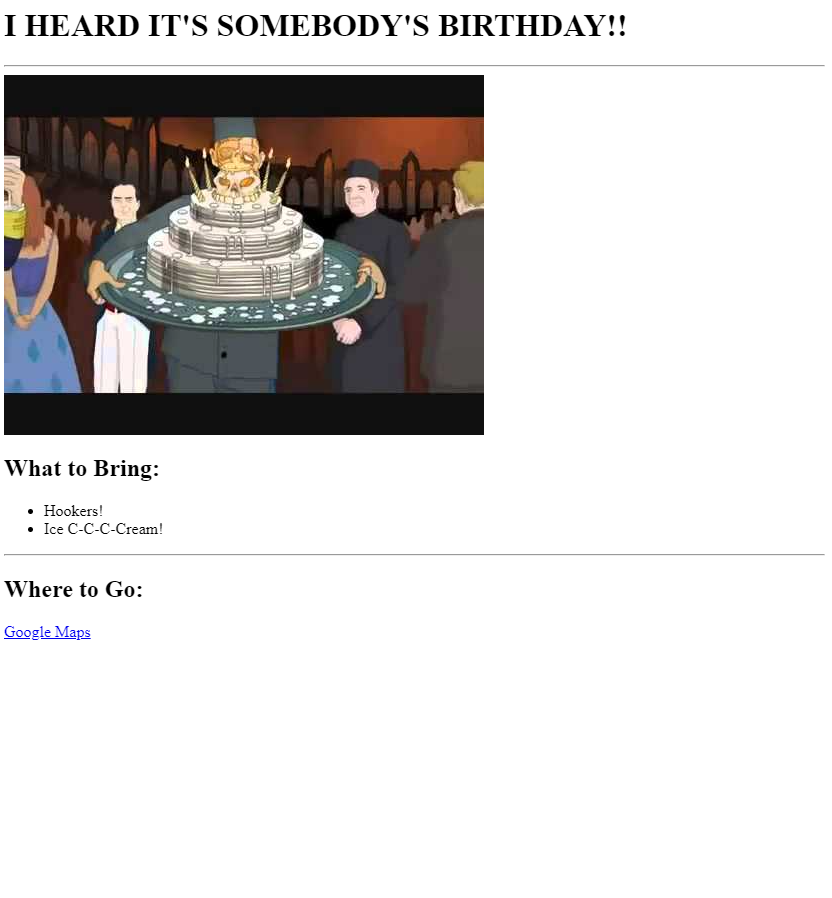 I HEARD IT'S SOMEBODY'S BIRTHDAY!!
What to Bring:
Hookers!
Ice C-C-C-Cream!
Where to Go:
Google Maps